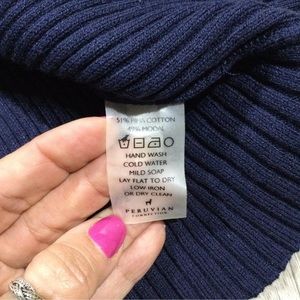 51% PIMA COTTON
49% MODAL
HAND WASH
COLD WATER
MILD SOAP
LAY FLAT TO DRY
LOW IRON
OR DRY CLEAN
PERUVIAN
CONNECTION